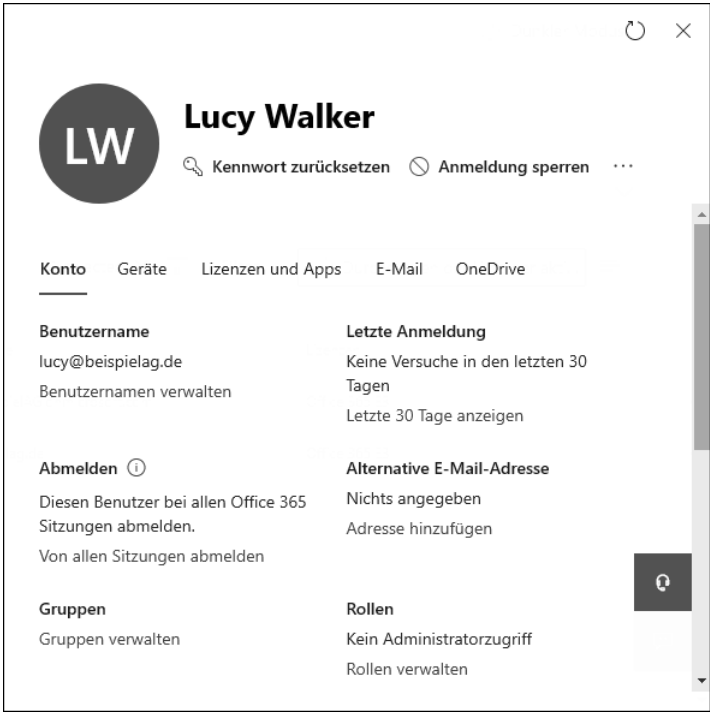 LW
Lucy Walker
Kennwort zurücksetzen Anmeldung sperren ...
Konto Geräte Lizenzen und Apps E-Mail OneDrive
Benutzername
lucy@beispielag.de
Benutzernamen verwalten
Letzte Anmeldung
Keine Versuche in den letzten 30
Tagen
Letzte 30 Tage anzeigen
Abmelden
Diesen Benutzer bei allen Office 365
Sitzungen abmelden.
Von allen Sitzungen abmelden
Alternative E-Mail-Adresse
Nichts angegeben
Adresse hinzufügen
Gruppen
Gruppen verwalten
Rollen
Kein Administratorzugriff
Rollen verwalten